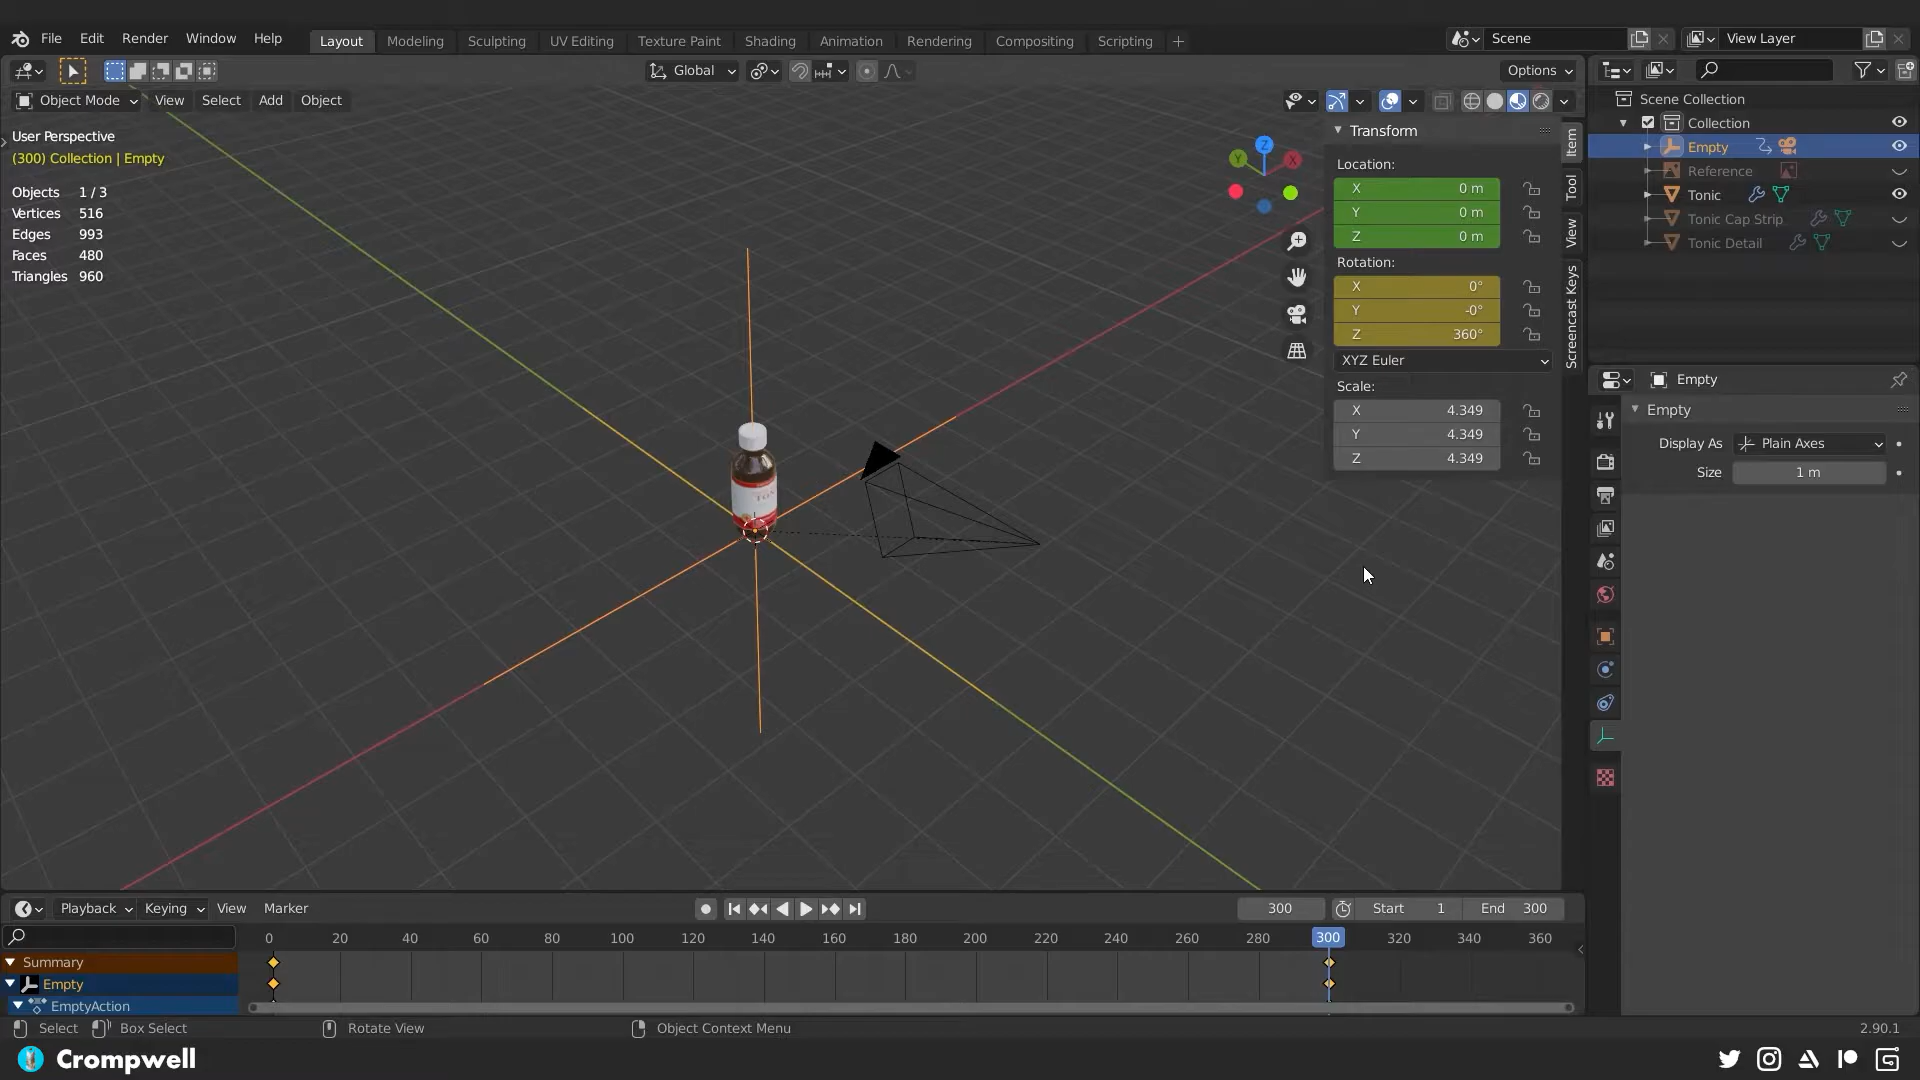 File Edit Render Window Help Layout Modeling Sculpting UV Editing Texture Paint Shading Animation Rendering Compositing Scripting + Scene View Layer
Global Options
Object Mode View Select Add Object
User Perspective
(300) Collection | Empty
Objects 1 / 3
Vertices 516
Edges 993
Faces 480
Triangles 960
Z
Y
X
Transform
Location:
X 0 m
Y 0 m
Z 0 m
Rotation:
X 0°
Y -0°
Z 360°
XYZ Euler
Scale:
X 4.349
Y 4.349
Z 4.349
Item
Tool
View
Screencast Keys
Scene Collection
Collection
Empty
Reference
Tonic
Tonic Cap Strip
Tonic Detail
Empty
Empty
Display As Plain Axes
Size 1 m
Playback Keying View Marker 300 Start 1 End 300
0 20 40 60 80 100 120 140 160 180 200 220 240 260 280 300 320 340 360
Summary
Empty
EmptyAction
Select Box Select Rotate View Object Context Menu 2.90.1
Crompwell